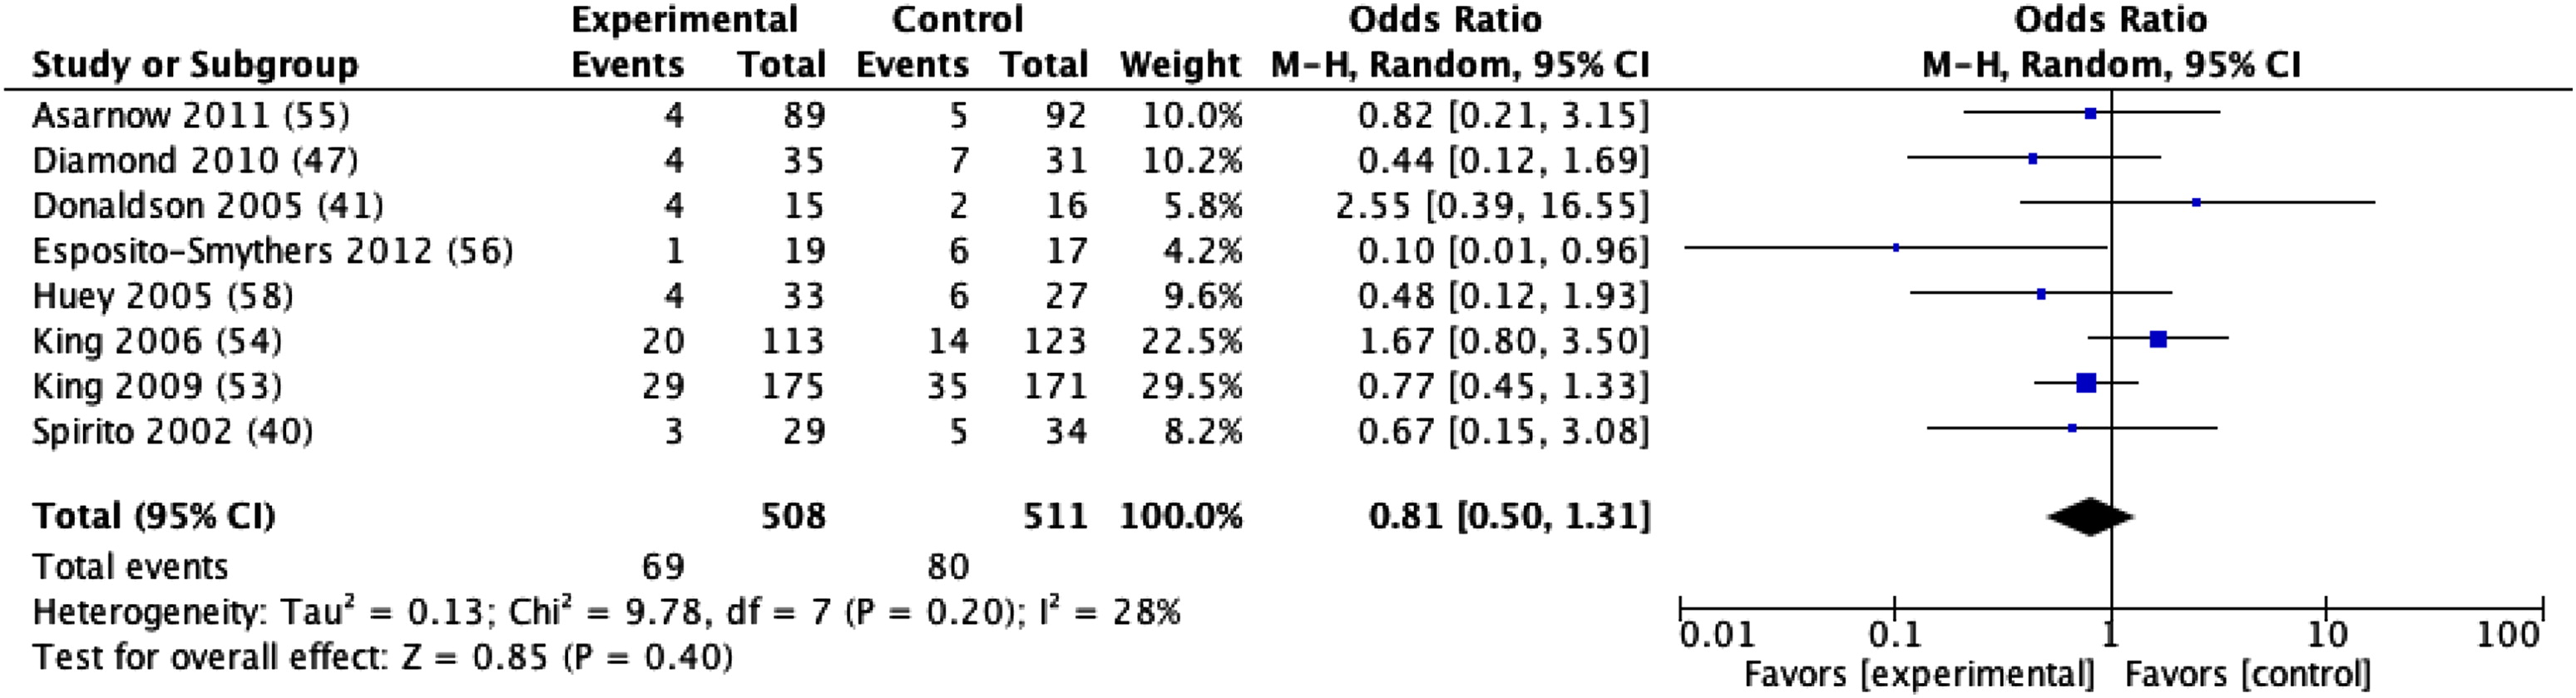 Experimental Control Odds Ratio Odds Ratio
Study or Subgroup Events Total Events Total Weight M-H, Random, 95% CI M-H, Random, 95% CI
Asarnow 2011 (55) 4 89 5 92 10.0% 0.82 [0.21, 3.15]
Diamond 2010 (47) 4 35 7 31 10.2% 0.44 [0.12, 1.69]
Donaldson 2005 (41) 4 15 2 16 5.8% 2.55 [0.39, 16.55]
Esposito-Smythers 2012 (56) 1 19 6 17 4.2% 0.10 [0.01, 0.96]
Huey 2005 (58) 4 33 6 27 9.6% 0.48 [0.12, 1.93]
King 2006 (54) 20 113 14 123 22.5% 1.67 [0.80, 3.50]
King 2009 (53) 29 175 35 171 29.5% 0.77 [0.45, 1.33]
Spirito 2002 (40) 3 29 5 34 8.2% 0.67 [0.15, 3.08]
Total (95% CI) 508 511 100.0% 0.81 [0.50, 1.31]
Total events 69 80
Heterogeneity: Tau² = 0.13; Chi² = 9.78, df = 7 (P = 0.20); I² = 28%
Test for overall effect: Z = 0.85 (P = 0.40)
0.01 0.1 1 10 100
Favors [experimental] Favors [control]